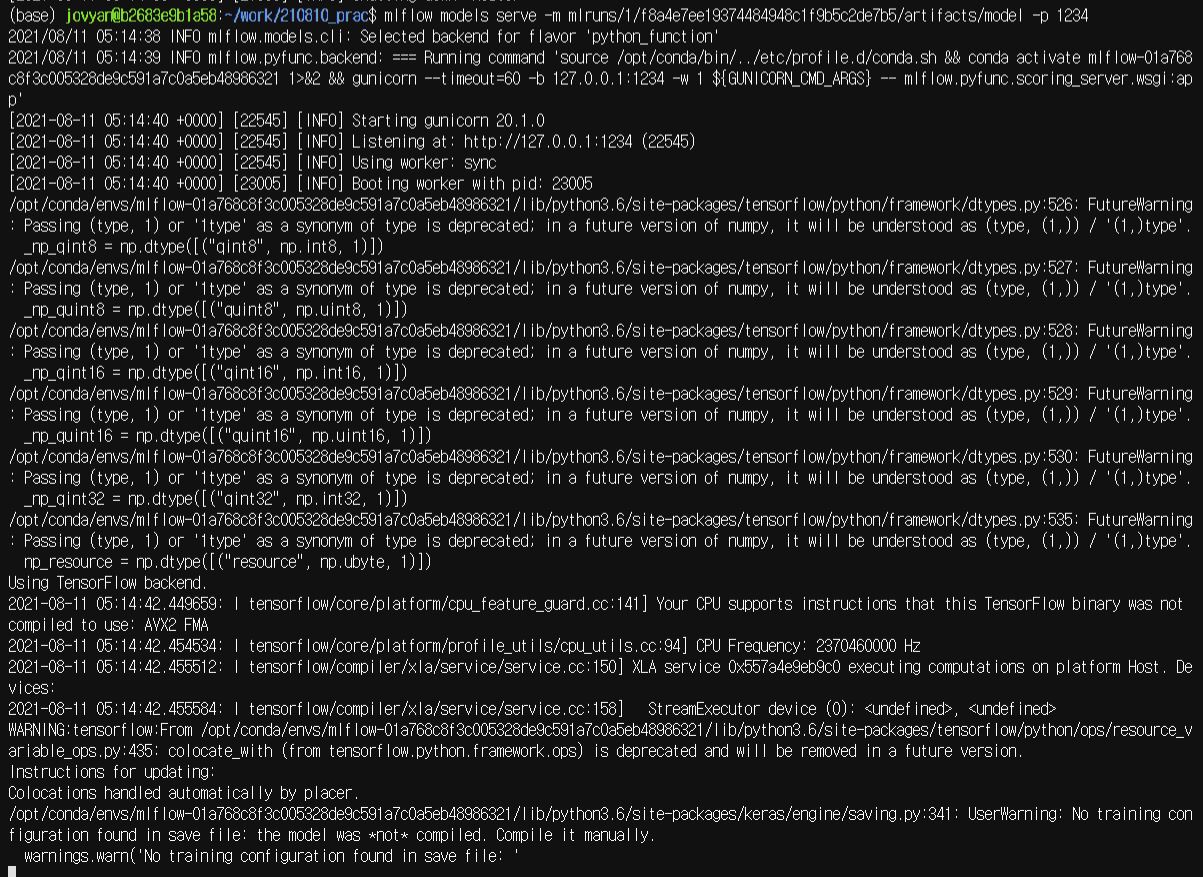 (base) jovyan@b2683e9b1a58:~/work/210810_prac$ mlflow models serve -m mlruns/1/f8a4e7ee19374484948c1f9b5c2de7b5/artifacts/model -p 1234
2021/08/11 05:14:38 INFO mlflow.models.cli: Selected backend for flavor 'python_function'
2021/08/11 05:14:39 INFO mlflow.pyfunc.backend: === Running command 'source /opt/conda/bin/../etc/profile.d/conda.sh && conda activate mlflow-01a768
c8f3c005328de9c591a7c0a5eb48986321 1>&2 && gunicorn --timeout=60 -b 127.0.0.1:1234 -w 1 ${GUNICORN_CMD_ARGS} -- mlflow.pyfunc.scoring_server.wsgi:ap
p'
[2021-08-11 05:14:40 +0000] [22545] [INFO] Starting gunicorn 20.1.0
[2021-08-11 05:14:40 +0000] [22545] [INFO] Listening at: http://127.0.0.1:1234 (22545)
[2021-08-11 05:14:40 +0000] [22545] [INFO] Using worker: sync
[2021-08-11 05:14:40 +0000] [23005] [INFO] Booting worker with pid: 23005
/opt/conda/envs/mlflow-01a768c8f3c005328de9c591a7c0a5eb48986321/lib/python3.6/site-packages/tensorflow/python/framework/dtypes.py:526: FutureWarning
: Passing (type, 1) or '1type' as a synonym of type is deprecated; in a future version of numpy, it will be understood as (type, (1,)) / '(1,)type'.
  _np_qint8 = np.dtype([("qint8", np.int8, 1)])
/opt/conda/envs/mlflow-01a768c8f3c005328de9c591a7c0a5eb48986321/lib/python3.6/site-packages/tensorflow/python/framework/dtypes.py:527: FutureWarning
: Passing (type, 1) or '1type' as a synonym of type is deprecated; in a future version of numpy, it will be understood as (type, (1,)) / '(1,)type'.
  _np_quint8 = np.dtype([("quint8", np.uint8, 1)])
/opt/conda/envs/mlflow-01a768c8f3c005328de9c591a7c0a5eb48986321/lib/python3.6/site-packages/tensorflow/python/framework/dtypes.py:528: FutureWarning
: Passing (type, 1) or '1type' as a synonym of type is deprecated; in a future version of numpy, it will be understood as (type, (1,)) / '(1,)type'.
  _np_qint16 = np.dtype([("qint16", np.int16, 1)])
/opt/conda/envs/mlflow-01a768c8f3c005328de9c591a7c0a5eb48986321/lib/python3.6/site-packages/tensorflow/python/framework/dtypes.py:529: FutureWarning
: Passing (type, 1) or '1type' as a synonym of type is deprecated; in a future version of numpy, it will be understood as (type, (1,)) / '(1,)type'.
  _np_quint16 = np.dtype([("quint16", np.uint16, 1)])
/opt/conda/envs/mlflow-01a768c8f3c005328de9c591a7c0a5eb48986321/lib/python3.6/site-packages/tensorflow/python/framework/dtypes.py:530: FutureWarning
: Passing (type, 1) or '1type' as a synonym of type is deprecated; in a future version of numpy, it will be understood as (type, (1,)) / '(1,)type'.
  _np_qint32 = np.dtype([("qint32", np.int32, 1)])
/opt/conda/envs/mlflow-01a768c8f3c005328de9c591a7c0a5eb48986321/lib/python3.6/site-packages/tensorflow/python/framework/dtypes.py:535: FutureWarning
: Passing (type, 1) or '1type' as a synonym of type is deprecated; in a future version of numpy, it will be understood as (type, (1,)) / '(1,)type'.
  np_resource = np.dtype([("resource", np.ubyte, 1)])
Using TensorFlow backend.
2021-08-11 05:14:42.449659: I tensorflow/core/platform/cpu_feature_guard.cc:141] Your CPU supports instructions that this TensorFlow binary was not
compiled to use: AVX2 FMA
2021-08-11 05:14:42.454534: I tensorflow/core/platform/profile_utils/cpu_utils.cc:94] CPU Frequency: 2370460000 Hz
2021-08-11 05:14:42.455512: I tensorflow/compiler/xla/service/service.cc:150] XLA service 0x557a4e9eb9c0 executing computations on platform Host. De
vices:
2021-08-11 05:14:42.455584: I tensorflow/compiler/xla/service/service.cc:158]   StreamExecutor device (0): <undefined>, <undefined>
WARNING:tensorflow:From /opt/conda/envs/mlflow-01a768c8f3c005328de9c591a7c0a5eb48986321/lib/python3.6/site-packages/tensorflow/python/ops/resource_v
ariable_ops.py:435: colocate_with (from tensorflow.python.framework.ops) is deprecated and will be removed in a future version.
Instructions for updating:
Colocations handled automatically by placer.
/opt/conda/envs/mlflow-01a768c8f3c005328de9c591a7c0a5eb48986321/lib/python3.6/site-packages/keras/engine/saving.py:341: UserWarning: No training con
figuration found in save file: the model was *not* compiled. Compile it manually.
  warnings.warn('No training configuration found in save file: '